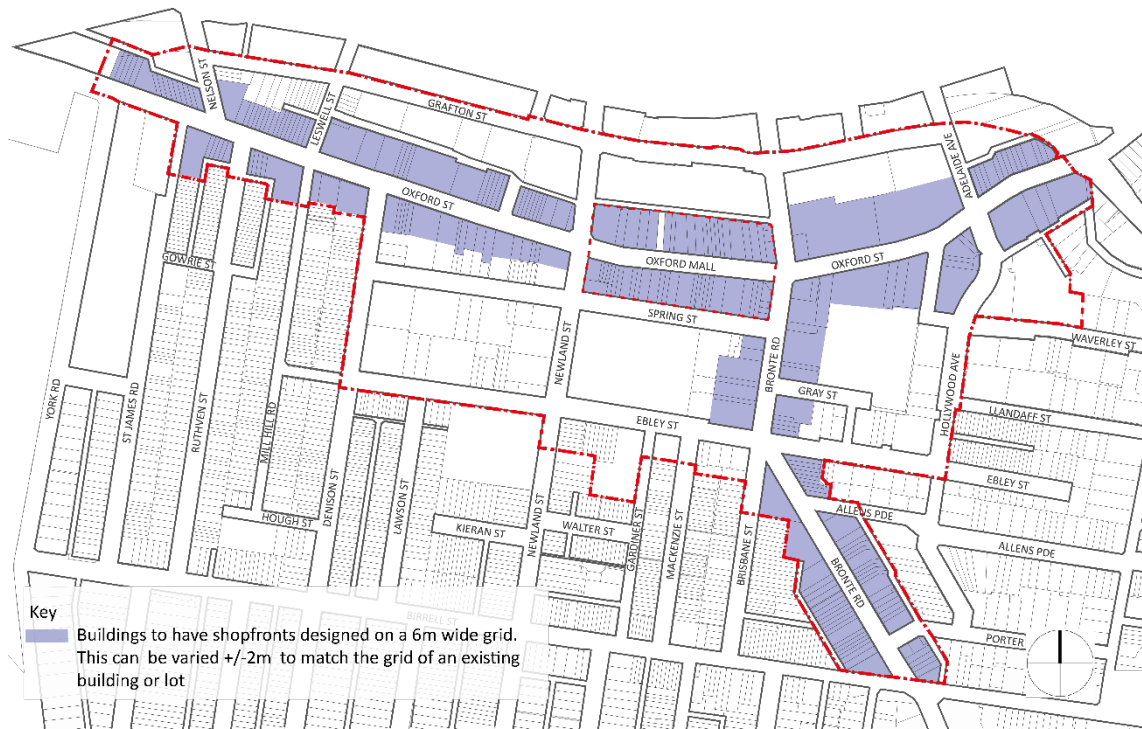 NELSON ST
LESWELL ST
GRAFTON ST
ADELAIDE AVE
OXFORD ST
OXFORD MALL
OXFORD ST
GOWRIE ST
SPRING ST
WAVERLEY ST
NEWLAND ST
BRONTE RD
HOLLYWOOD AVE
GRAY ST
LLANDAFF ST
YORK RD
ST JAMES RD
RUTHVEN ST
MILL HILL RD
EBLEY ST
EBLEY ST
DENISON ST
LAWSON ST
ALLENS PDE
HOUGH ST
KIERAN ST
NEWLAND ST
WALTER ST
GARDINER ST
MACKENZIE ST
BRISBANE ST
ALLENS PDE
BRONTE RD
BIRRELL ST
PORTER
Key
Buildings to have shopfronts designed on a 6m wide grid.
This can be varied +/-2m to match the grid of an existing
building or lot